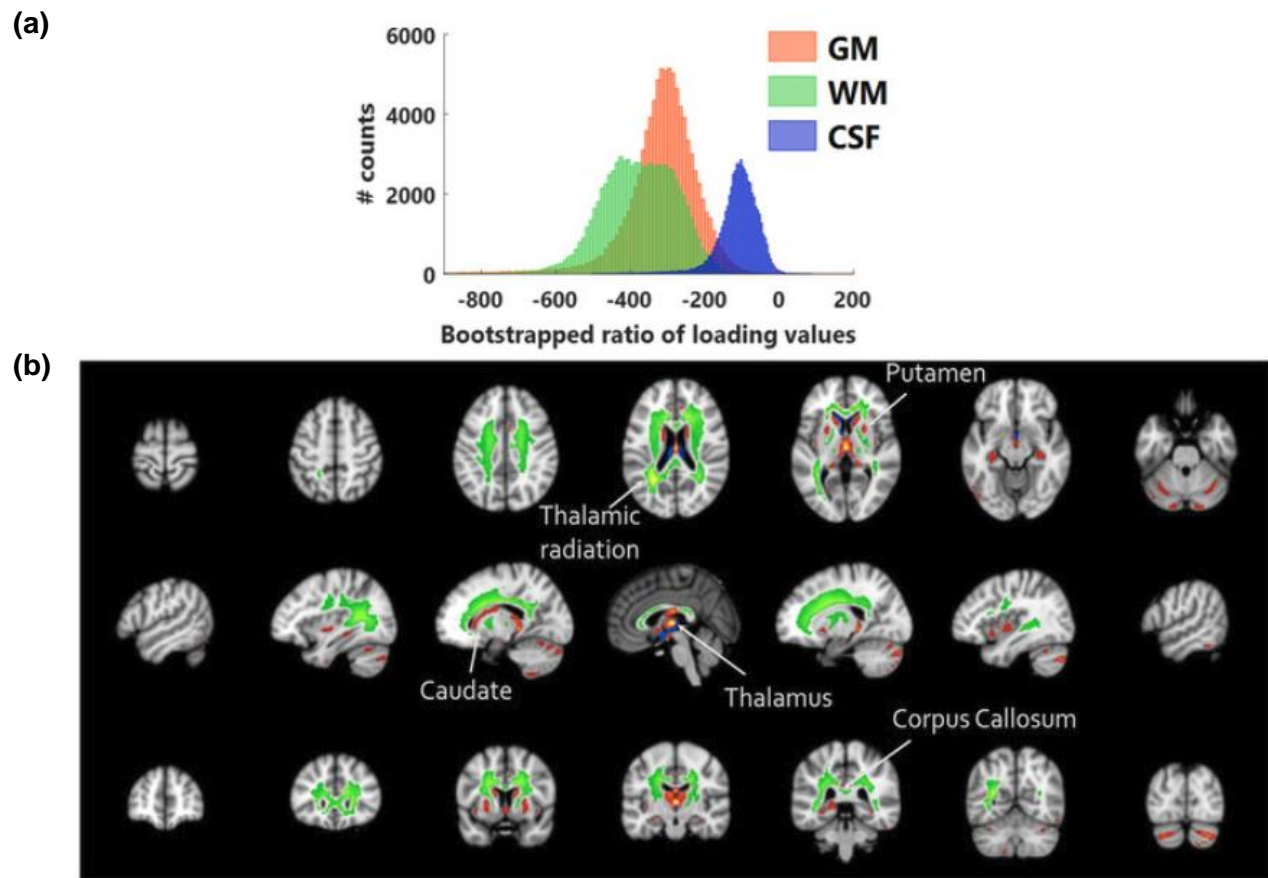 (a)
6000
4000
2000
0
# counts
GM
WM
CSF
-800 -600 -400 -200 0 200
Bootstrapped ratio of loading values
(b)
Putamen
Thalamic
radiation
Caudate
Thalamus
Corpus Callosum